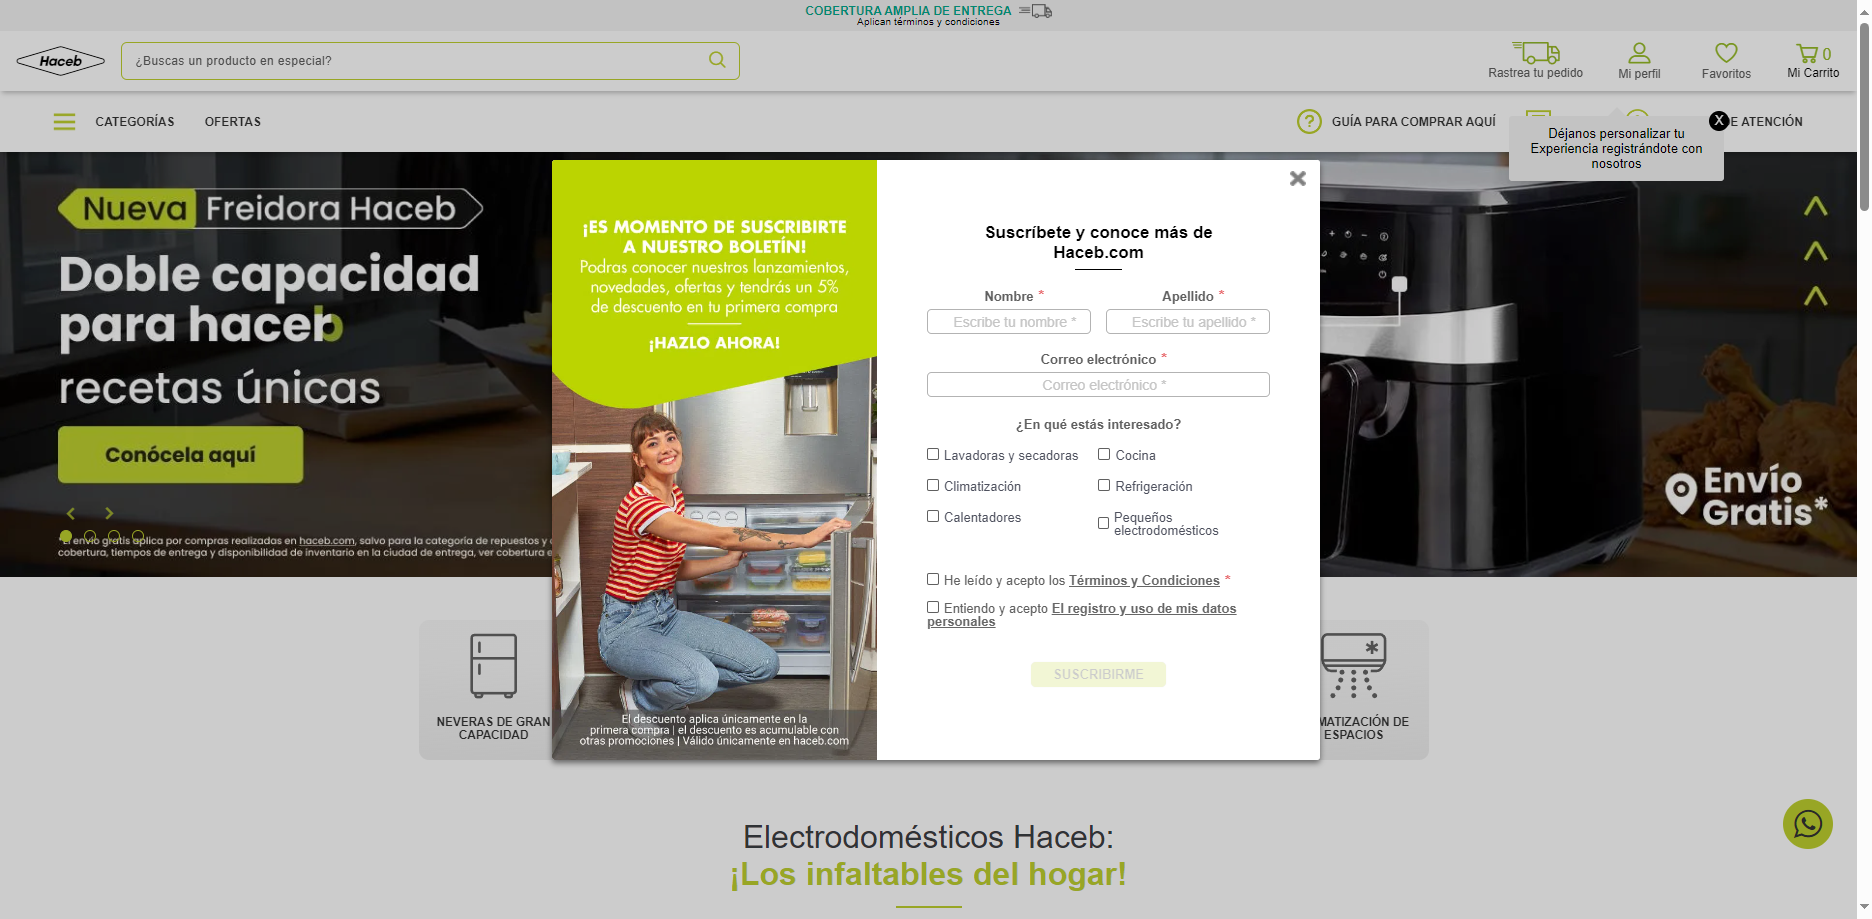 COBERTURA AMPLIA DE ENTREGA
Aplican términos y condiciones
Haceb
¿Buscas un producto en especial?
Rastrea tu pedido
Mi perfil
Favoritos
0
Mi Carrito
CATEGORÍAS
OFERTAS
GUÍA PARA COMPRAR AQUÍ
E ATENCIÓN
X
Déjanos personalizar tu
Experiencia registrándote con
nosotros
Nueva Freidora Haceb
Doble capacidad
para haceb
recetas únicas
Conócela aquí
El envío gratis aplica por compras realizadas en haceb.com, salvo para la categoría de repuestos y
cobertura, tiempos de entrega y disponibilidad de inventario en la ciudad de entrega, ver cobertura e
Envío
Gratis*
¡ES MOMENTO DE SUSCRIBIRTE
A NUESTRO BOLETÍN!
Podras conocer nuestros lanzamientos,
novedades, ofertas y tendrás un 5%
de descuento en tu primera compra
¡HAZLO AHORA!
El descuento aplica únicamente en la
primera compra | el descuento es acumulable con
otras promociones | Válido únicamente en haceb.com
Suscríbete y conoce más de
Haceb.com
Nombre *
Apellido *
Escribe tu nombre *
Escribe tu apellido *
Correo electrónico *
Correo electrónico *
¿En qué estás interesado?
Lavadoras y secadoras
Cocina
Climatización
Refrigeración
Calentadores
Pequeños
electrodomésticos
He leído y acepto los Términos y Condiciones *
Entiendo y acepto El registro y uso de mis datos
personales
SUSCRIBIRME
NEVERAS DE GRAN
CAPACIDAD
MATIZACIÓN DE
ESPACIOS
Electrodomésticos Haceb:
¡Los infaltables del hogar!